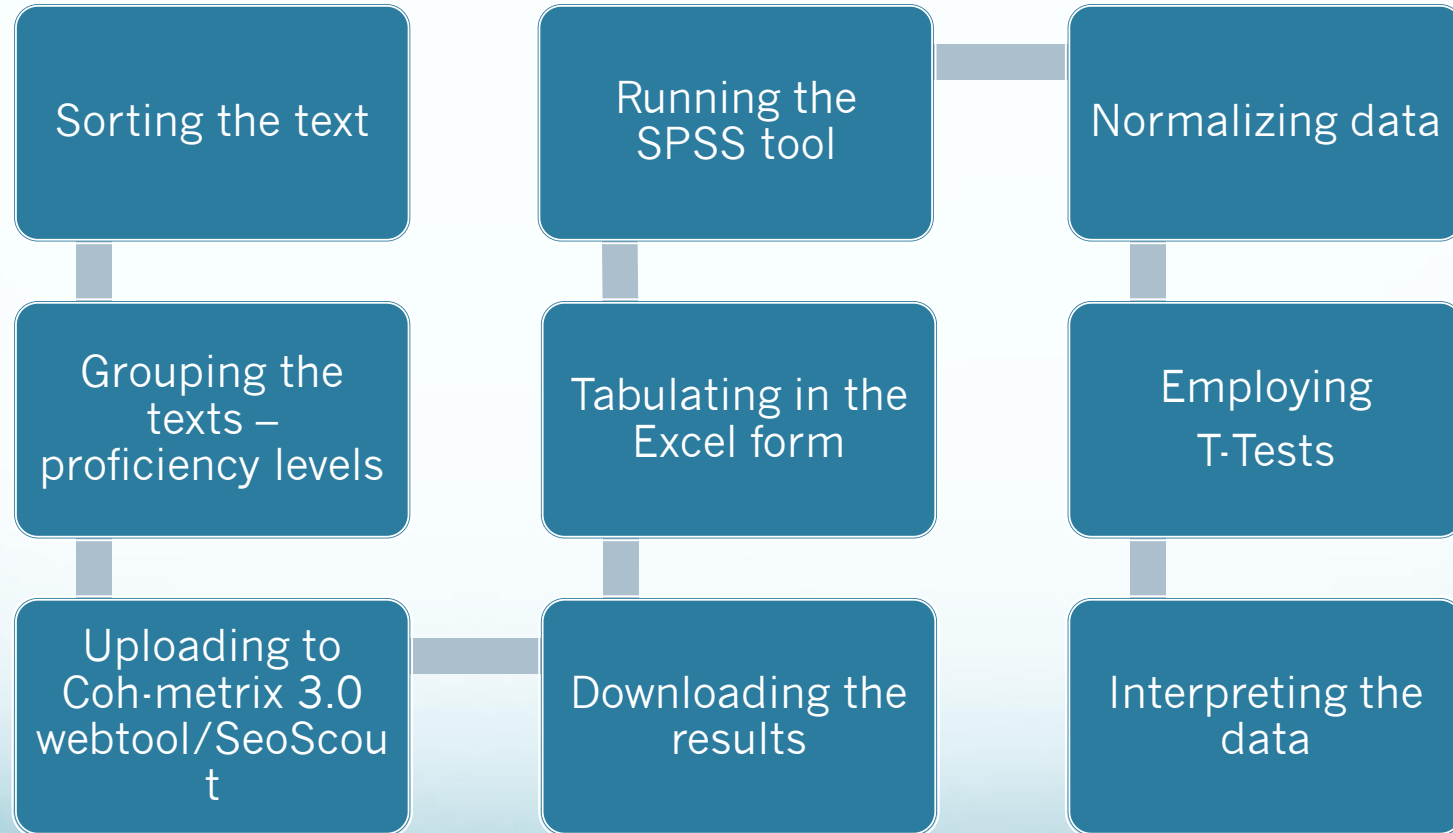 Sorting the text
Grouping the
texts –
proficiency levels
Uploading to
Coh-metrix 3.0
webtool/SeoScou
t
Downloading the
results
Tabulating in the
Excel form
Running the
SPSS tool
Normalizing data
Employing
T-Tests
Interpreting the
data